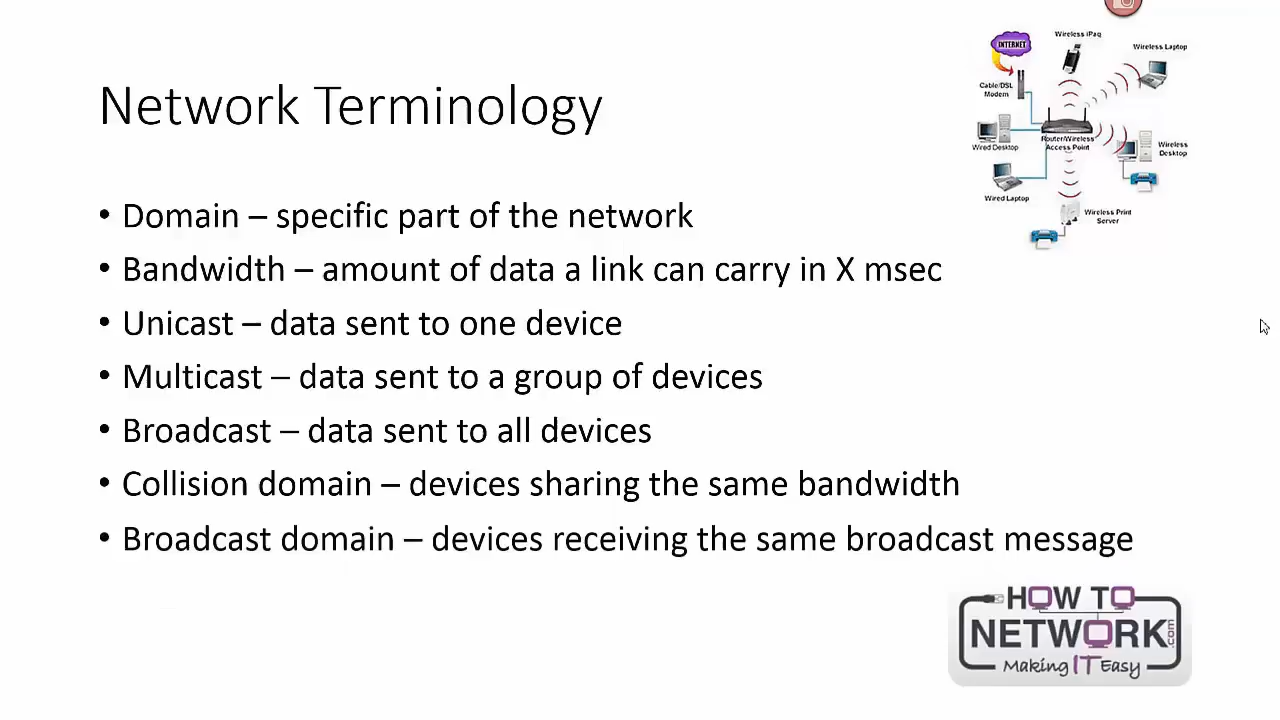 Network Terminology
• Domain – specific part of the network
• Bandwidth – amount of data a link can carry in X msec
• Unicast – data sent to one device
• Multicast – data sent to a group of devices
• Broadcast – data sent to all devices
• Collision domain – devices sharing the same bandwidth
• Broadcast domain – devices receiving the same broadcast message
INTERNET
Wireless iPaq
Wireless Laptop
Cable/DSL
Modem
Wired Desktop
Router/Wireless
Access Point
Wireless
Desktop
Wired Laptop
Wireless Print
Server
HOW TO
NETWORK.com
Making IT Easy